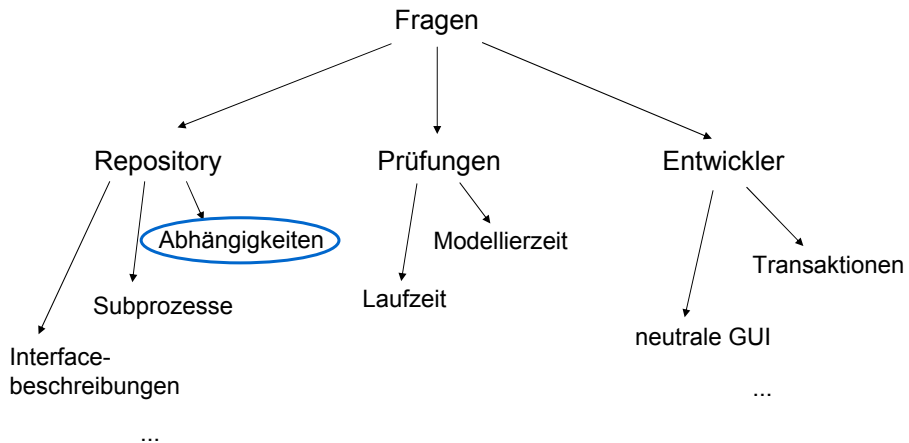 Fragen
Repository
Prüfungen
Entwickler
Abhängigkeiten
Modellierzeit
Transaktionen
Subprozesse
Laufzeit
neutrale GUI
Interface-
beschreibungen
...
...